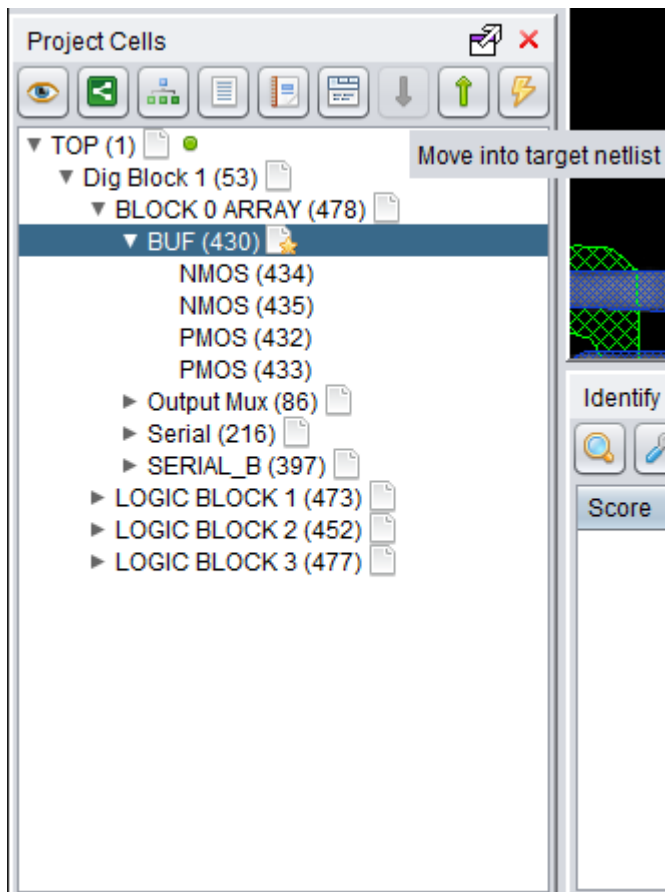 Project Cells
Move into target netlist
TOP (1)
Dig Block 1 (53)
BLOCK 0 ARRAY (478)
BUF (430)
NMOS (434)
NMOS (435)
PMOS (432)
PMOS (433)
Output Mux (86)
Serial (216)
SERIAL_B (397)
LOGIC BLOCK 1 (473)
LOGIC BLOCK 2 (452)
LOGIC BLOCK 3 (477)
Identify
Score